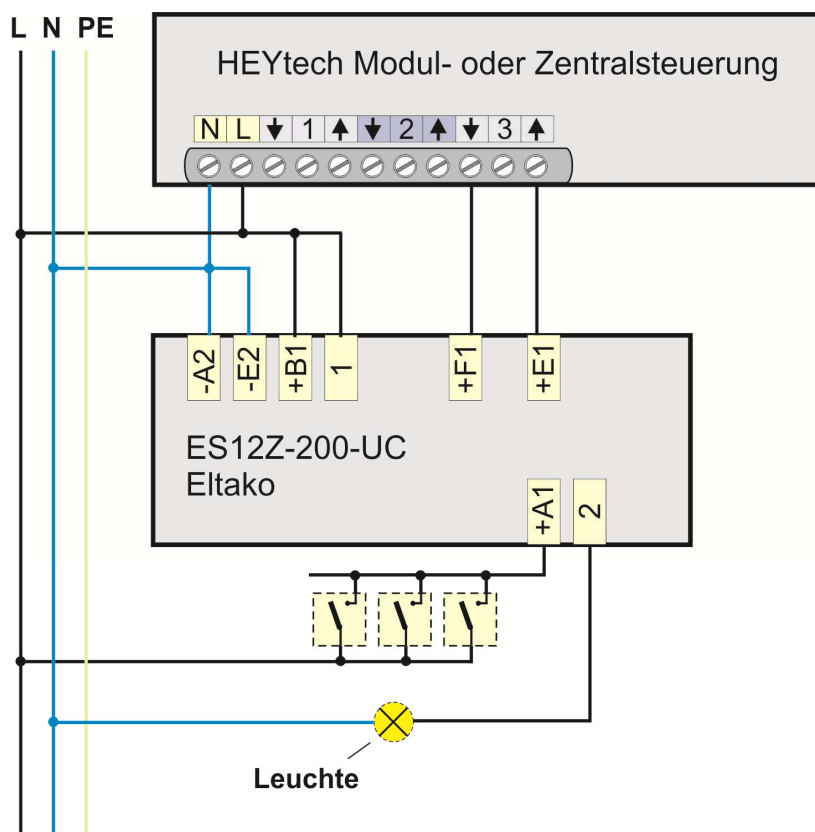 L N PE
HEYtech Modul- oder Zentralsteuerung
N L 1 2 3
-A2 -E2 +B1 1 +F1 +E1
ES12Z-200-UC
Eltako
+A1 2
Leuchte